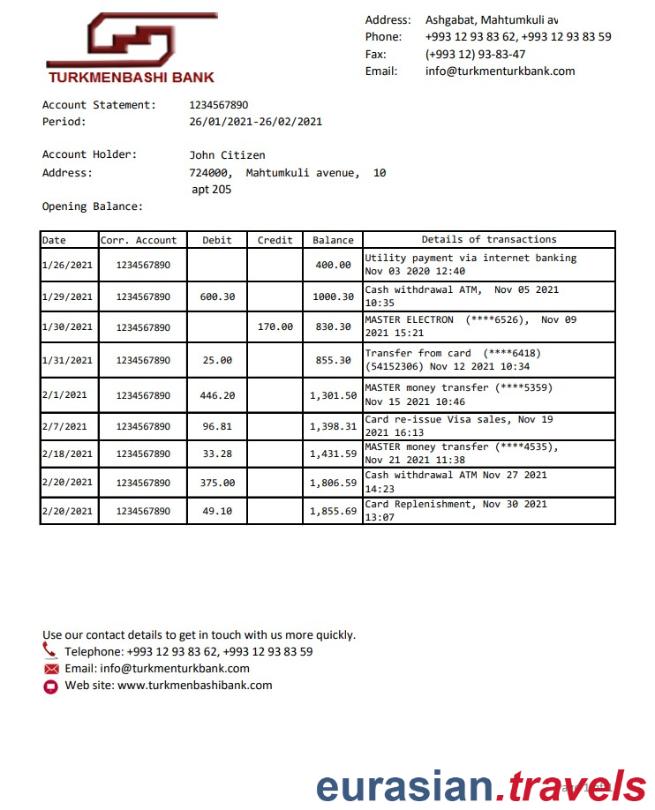 TURKMENBASHI BANK
Address: Ashgabat, Mahtumkuli av
Phone: +993 12 93 83 62, +993 12 93 83 59
Fax: (+993 12) 93-83-47
Email: info@turkmenturkbank.com
Account Statement: 1234567890
Period: 26/01/2021-26/02/2021
Account Holder: John Citizen
Address: 724000, Mahtumkuli avenue, 10
apt 205
Opening Balance:
Date Corr. Account Debit Credit Balance Details of transactions
1/26/2021 1234567890 400.00 Utility payment via internet banking
Nov 03 2020 12:40
1/29/2021 1234567890 600.30 1000.30 Cash withdrawal ATM, Nov 05 2021
10:35
1/30/2021 1234567890 170.00 830.30 MASTER ELECTRON (****6526), Nov 09
2021 15:21
1/31/2021 1234567890 25.00 855.30 Transfer from card (****6418)
(54152306) Nov 12 2021 10:34
2/1/2021 1234567890 446.20 1,301.50 MASTER money transfer (****5359)
Nov 15 2021 10:46
2/7/2021 1234567890 96.81 1,398.31 Card re-issue Visa sales, Nov 19
2021 16:13
2/18/2021 1234567890 33.28 1,431.59 MASTER money transfer (****4535),
Nov 21 2021 11:38
2/20/2021 1234567890 375.00 1,806.59 Cash withdrawal ATM Nov 27 2021
14:23
2/20/2021 1234567890 49.10 1,855.69 Card Replenishment, Nov 30 2021
13:07
Use our contact details to get in touch with us more quickly.
Telephone: +993 12 93 83 62, +993 12 93 83 59
Email: info@turkmenturkbank.com
Web site: www.turkmenbashibank.com
eurasian.travels